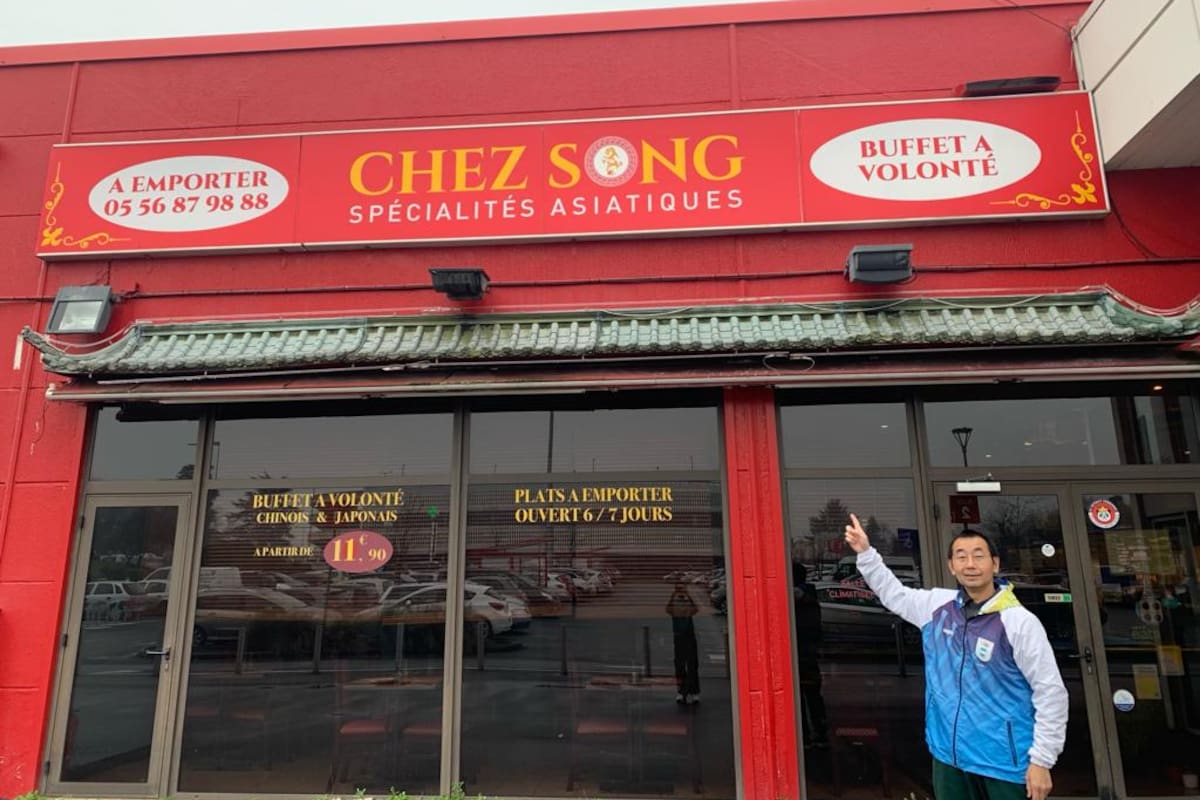 A EMPORTER
05 56 87 98 88
CHEZ SONG
SPÉCIALITÉS ASIATIQUES
BUFFET A
VOLONTÉ
BUFFET A VOLONTÉ
CHINOIS & JAPONAIS
A PARTIR DE 11€,90
PLATS A EMPORTER
OUVERT 6 / 7 JOURS
CLIMATISÉ